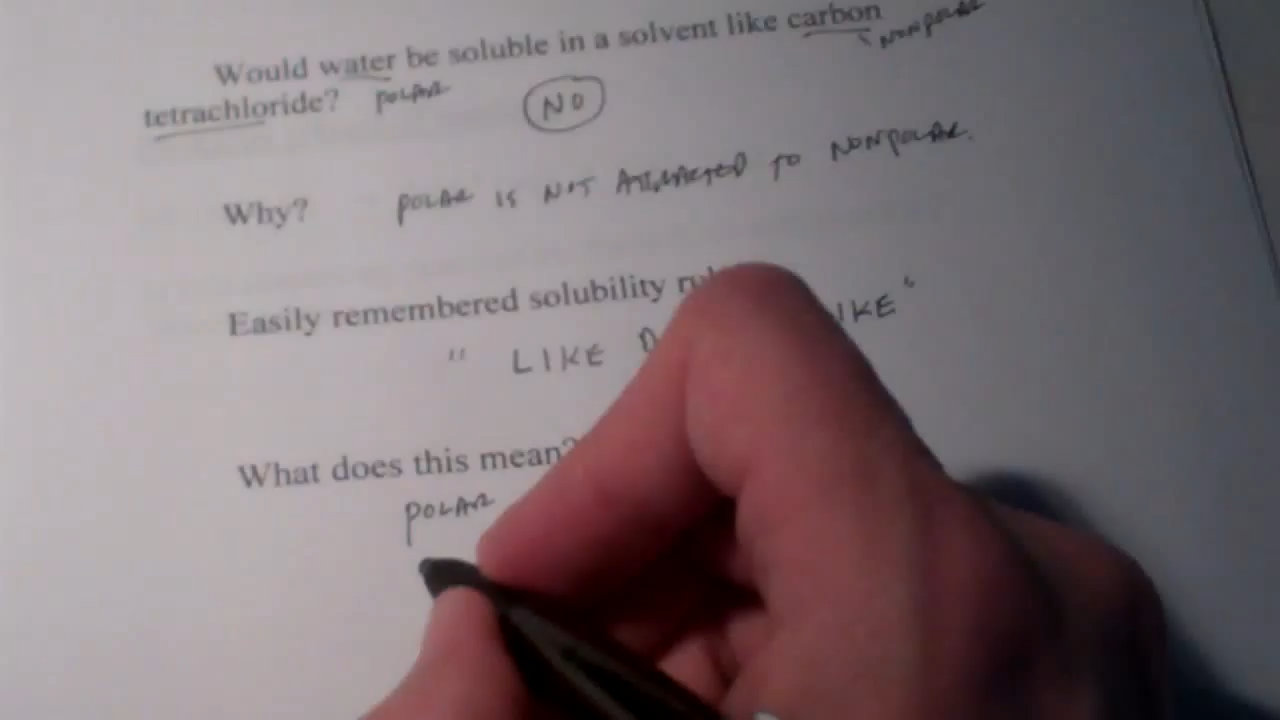 Would water be soluble in a solvent like carbon
NONPOLAR
tetrachloride? POLAR NO
Why? POLAR IS NOT ATTRACTED TO NONPOLAR.
Easily remembered solubility
" LIKE IKE"
What does this mean?
POLAR